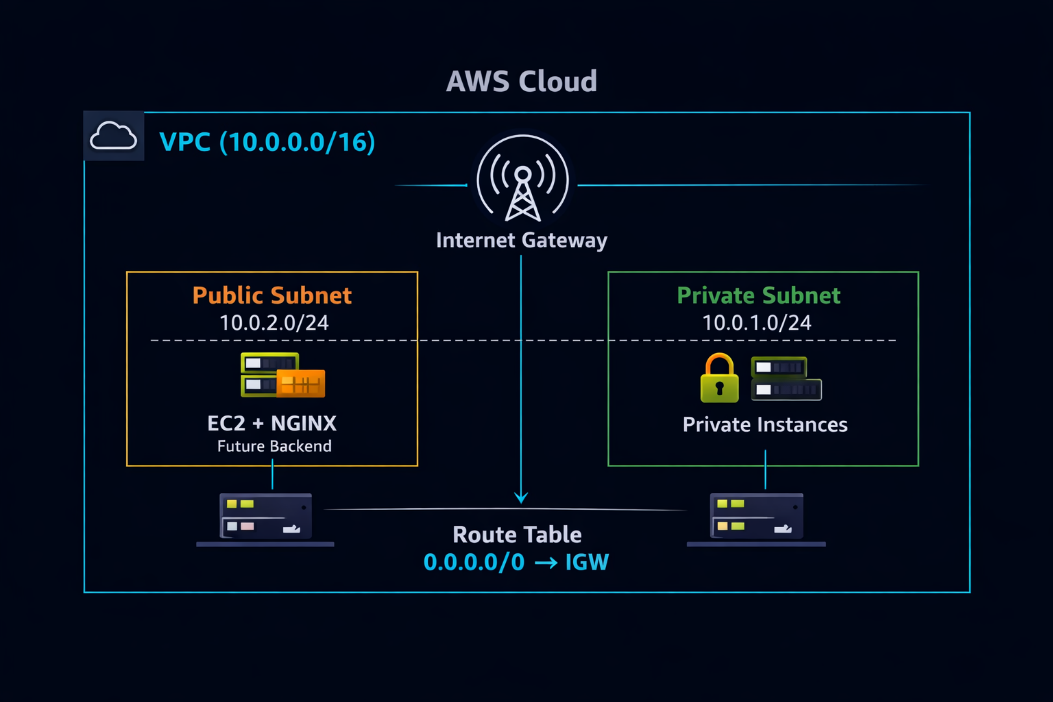 AWS Cloud
VPC (10.0.0.0/16)
Internet Gateway
Public Subnet
10.0.2.0/24
EC2 + NGINX
Future Backend
Private Subnet
10.0.1.0/24
Private Instances
Route Table
0.0.0.0/0 → IGW